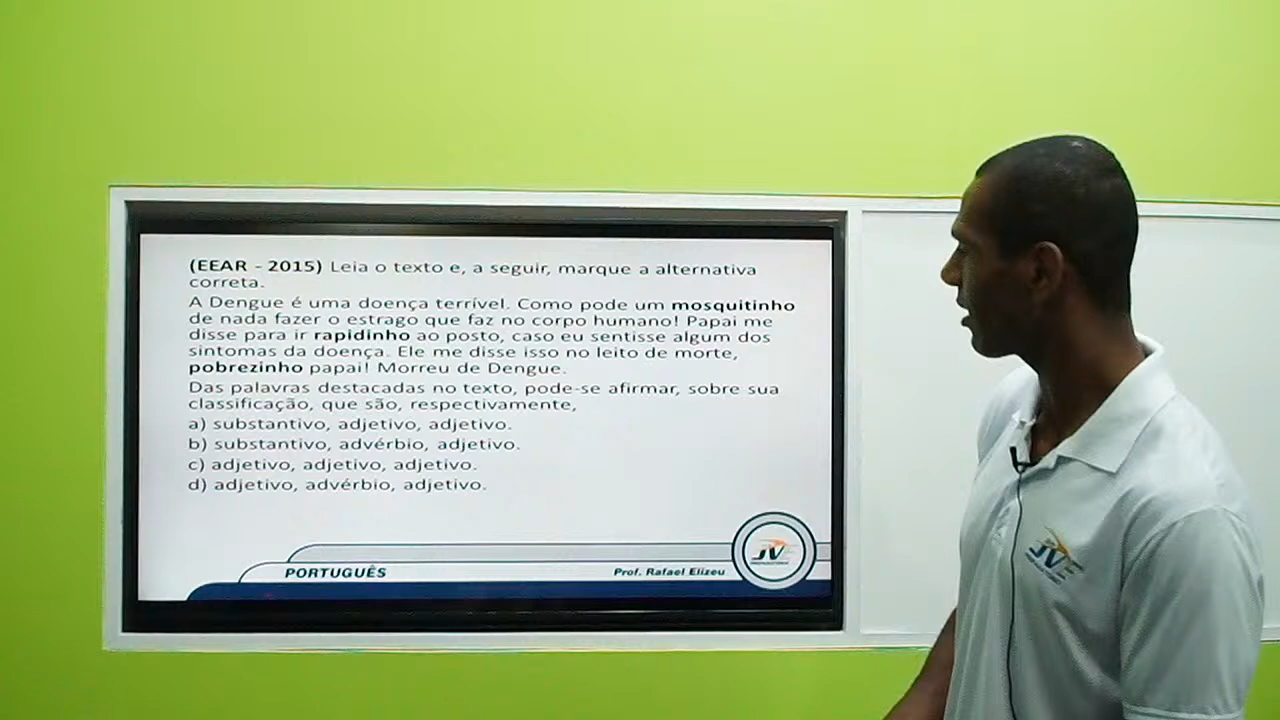 (EEAR - 2015) Leia o texto e, a seguir, marque a alternativa
correta.
A Dengue é uma doença terrível. Como pode um mosquitinho
de nada fazer o estrago que faz no corpo humano! Papai me
disse para ir rapidinho ao posto, caso eu sentisse algum dos
sintomas da doença. Ele me disse isso no leito de morte,
pobrezinho papai! Morreu de Dengue.
Das palavras destacadas no texto, pode-se afirmar, sobre sua
classificação, que são, respectivamente,
a) substantivo, adjetivo, adjetivo.
b) substantivo, advérbio, adjetivo.
c) adjetivo, adjetivo, adjetivo.
d) adjetivo, advérbio, adjetivo.
PORTUGUÊS
Prof. Rafael Elizeu
JV
JV